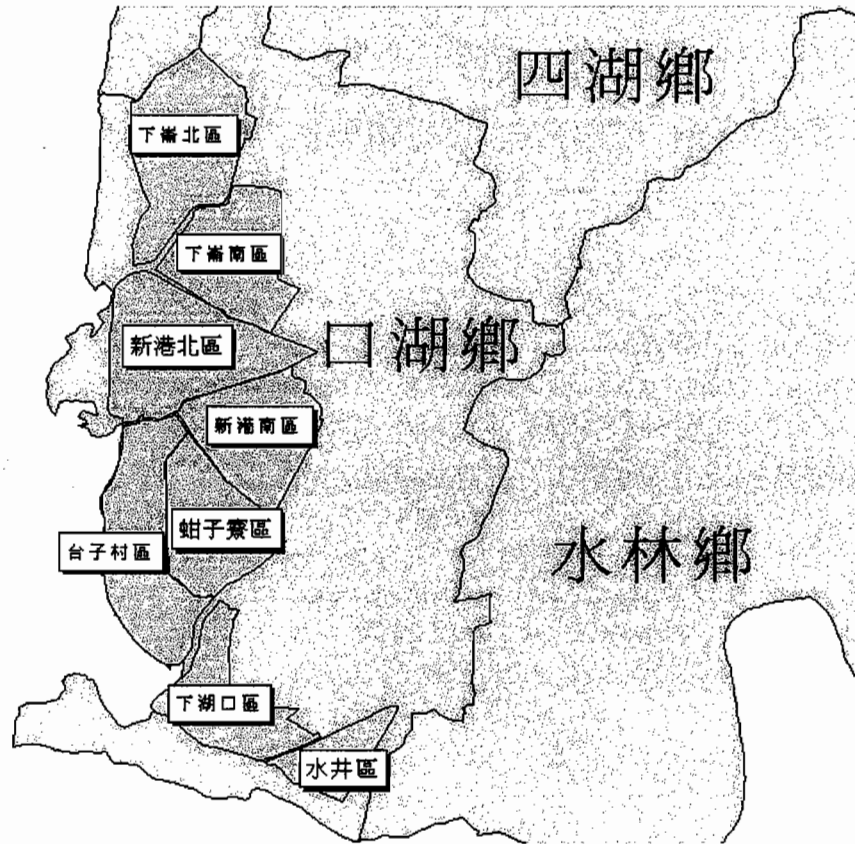 四湖鄉
下崙北區
下崙南區
新港北區
口湖鄉
新港南區
蚶子寮區
台子村區
水林鄉
下湖口區
水井區